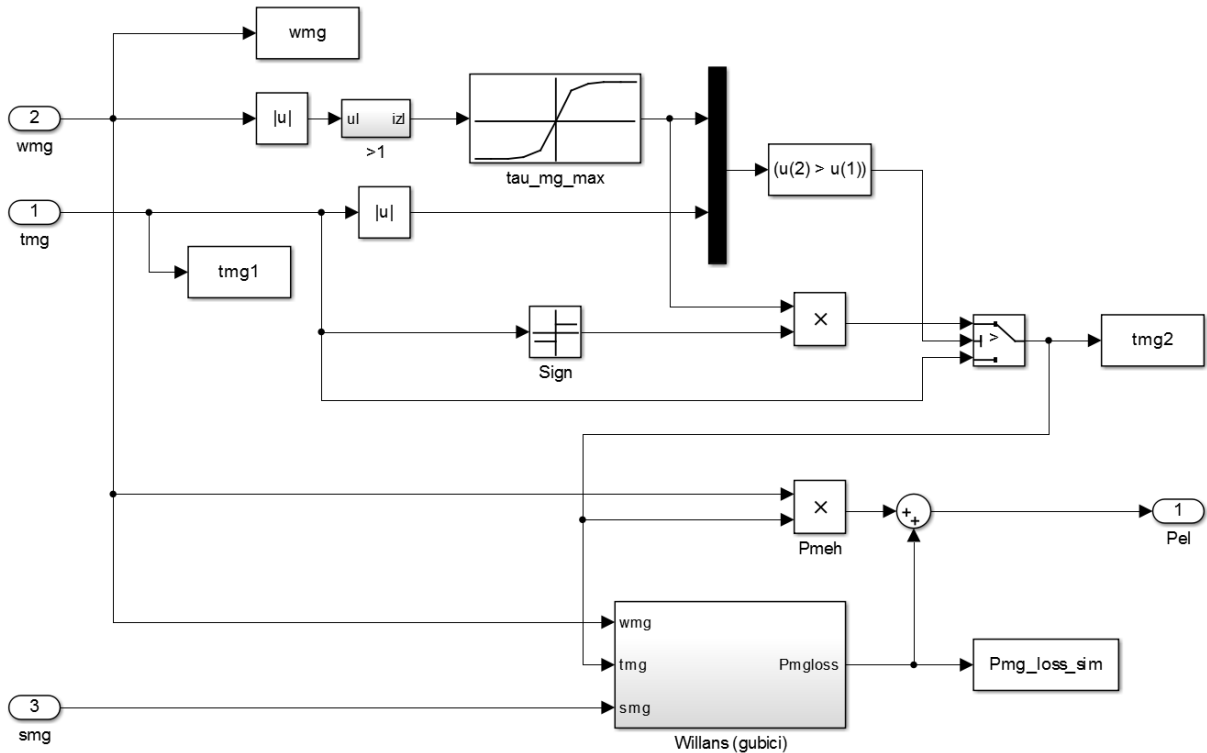 wmg
2
wmg
|u|
ul
izl
>1
tau_mg_max
(u(2) > u(1))
1
tmg
|u|
tmg1
Sign
×
>
tmg2
×
Pmeh
+
+
1
Pel
wmg
tmg
smg
Pmgloss
Willans (gubici)
Pmg_loss_sim
3
smg